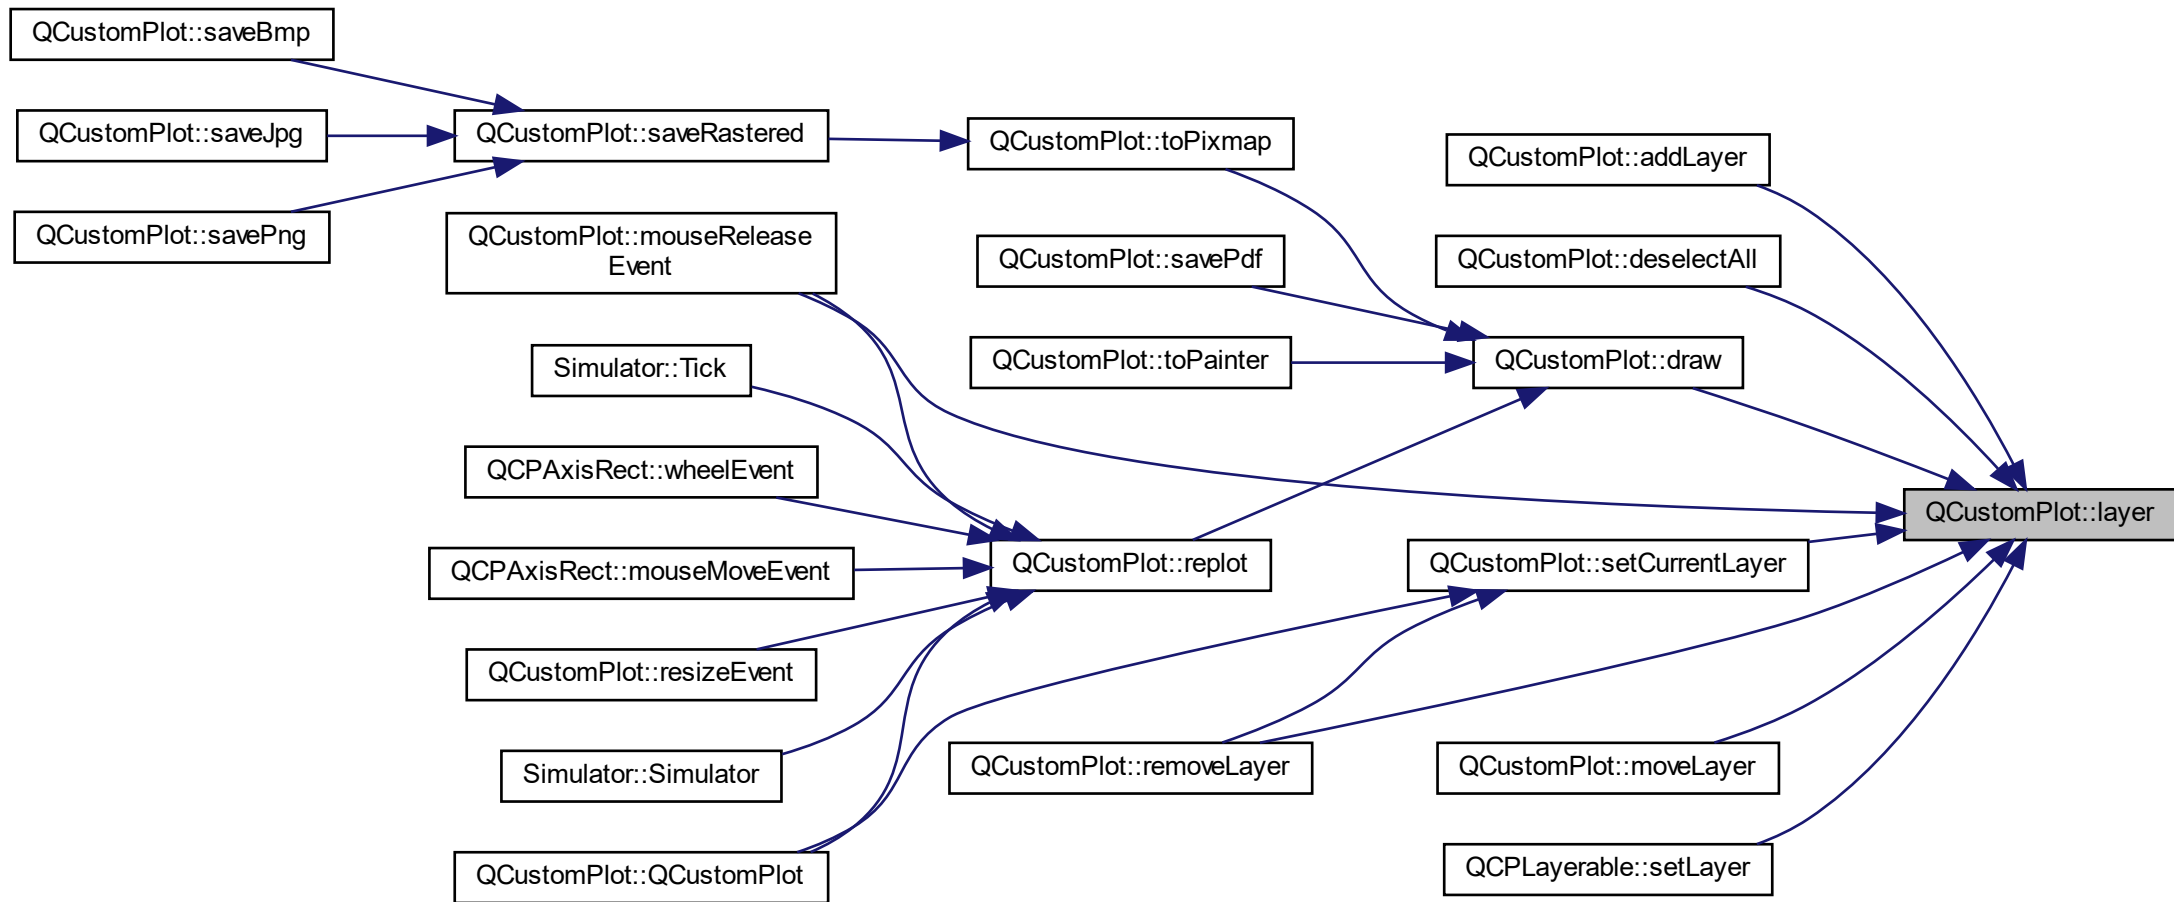 QCustomPlot::saveBmp
QCustomPlot::saveJpg
QCustomPlot::savePng
QCustomPlot::saveRastered
QCustomPlot::mouseRelease
Event
Simulator::Tick
QCPAxisRect::wheelEvent
QCPAxisRect::mouseMoveEvent
QCustomPlot::resizeEvent
Simulator::Simulator
QCustomPlot::QCustomPlot
QCustomPlot::toPixmap
QCustomPlot::savePdf
QCustomPlot::toPainter
QCustomPlot::replot
QCustomPlot::removeLayer
QCustomPlot::addLayer
QCustomPlot::deselectAll
QCustomPlot::draw
QCustomPlot::setCurrentLayer
QCustomPlot::moveLayer
QCPLayerable::setLayer
QCustomPlot::layer